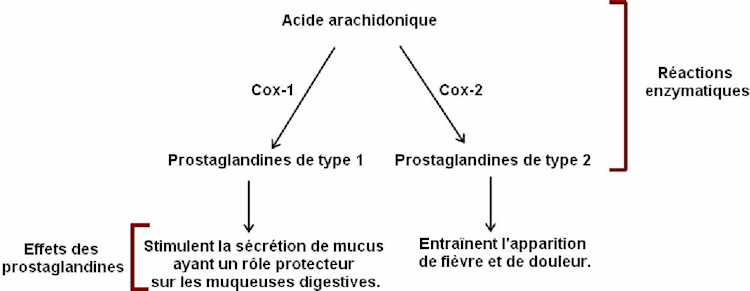 Acide arachidonique
Cox-1
Cox-2
Réactions
enzymatiques
Prostaglandines de type 1
Prostaglandines de type 2
Effets des
prostaglandines
Stimulent la sécrétion de mucus
ayant un rôle protecteur
sur les muqueuses digestives.
Entraînent l'apparition
de fièvre et de douleur.